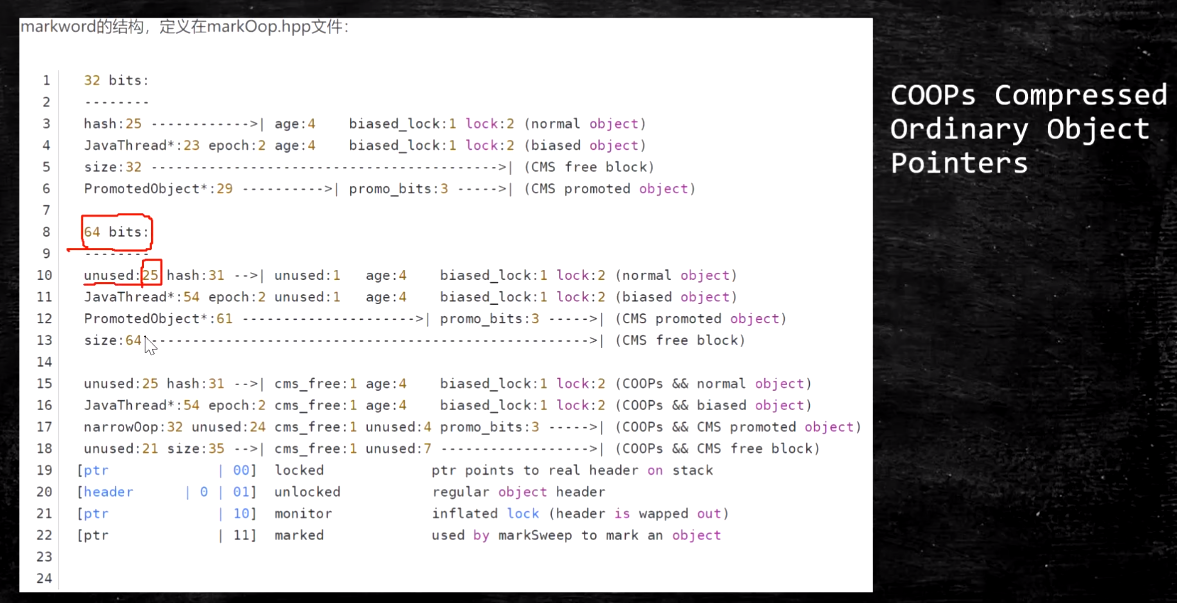 markword的结构，定义在markOop.hpp文件：
1 32 bits:
2 --------
3 hash:25 ------------>| age:4 biased_lock:1 lock:2 (normal object)
4 JavaThread*:23 epoch:2 age:4 biased_lock:1 lock:2 (biased object)
5 size:32 ------------------------------------------>| (CMS free block)
6 PromotedObject*:29 ---------->| promo_bits:3 ----->| (CMS promoted object)
7
8 64 bits:
9 --------
10 unused:25 hash:31 -->| unused:1 age:4 biased_lock:1 lock:2 (normal object)
11 JavaThread*:54 epoch:2 unused:1 age:4 biased_lock:1 lock:2 (biased object)
12 PromotedObject*:61 --------------------->| promo_bits:3 ----->| (CMS promoted object)
13 size:64 ----------------------------------------------------->| (CMS free block)
14
15 unused:25 hash:31 -->| cms_free:1 age:4 biased_lock:1 lock:2 (COOPs && normal object)
16 JavaThread*:54 epoch:2 cms_free:1 age:4 biased_lock:1 lock:2 (COOPs && biased object)
17 narrowOop:32 unused:24 cms_free:1 unused:4 promo_bits:3 ----->| (COOPs && CMS promoted object)
18 unused:21 size:35 -->| cms_free:1 unused:7 ------------------>| (COOPs && CMS free block)
19 [ptr | 00] locked ptr points to real header on stack
20 [header | 0 | 01] unlocked regular object header
21 [ptr | 10] monitor inflated lock (header is wapped out)
22 [ptr | 11] marked used by markSweep to mark an object
23
24
COOPs Compressed
Ordinary Object
Pointers